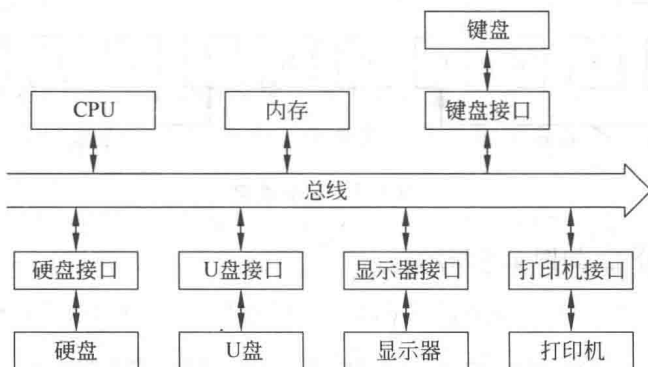 键盘
CPU
内存
键盘接口
总线
硬盘接口
U盘接口
显示器接口
打印机接口
硬盘
U盘
显示器
打印机